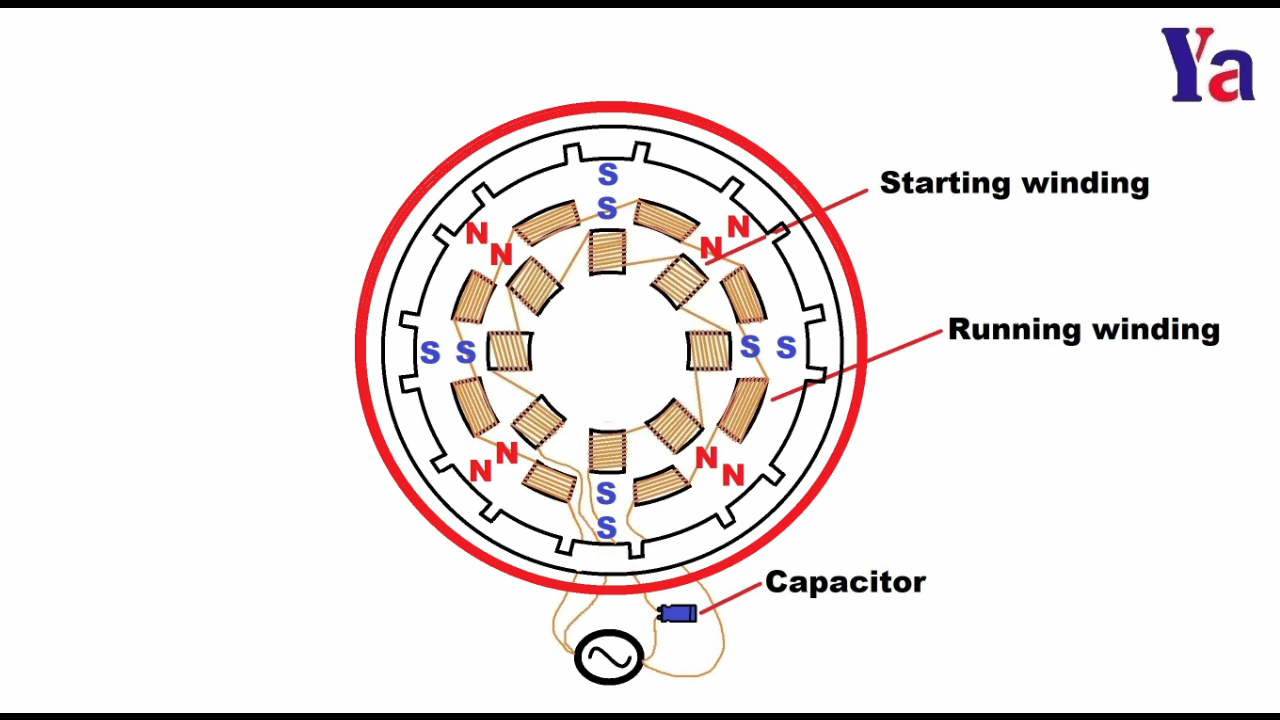 Ya
S
Starting winding
S
N N
N N
Running winding
S S S S
N N
N N
S
S
Capacitor